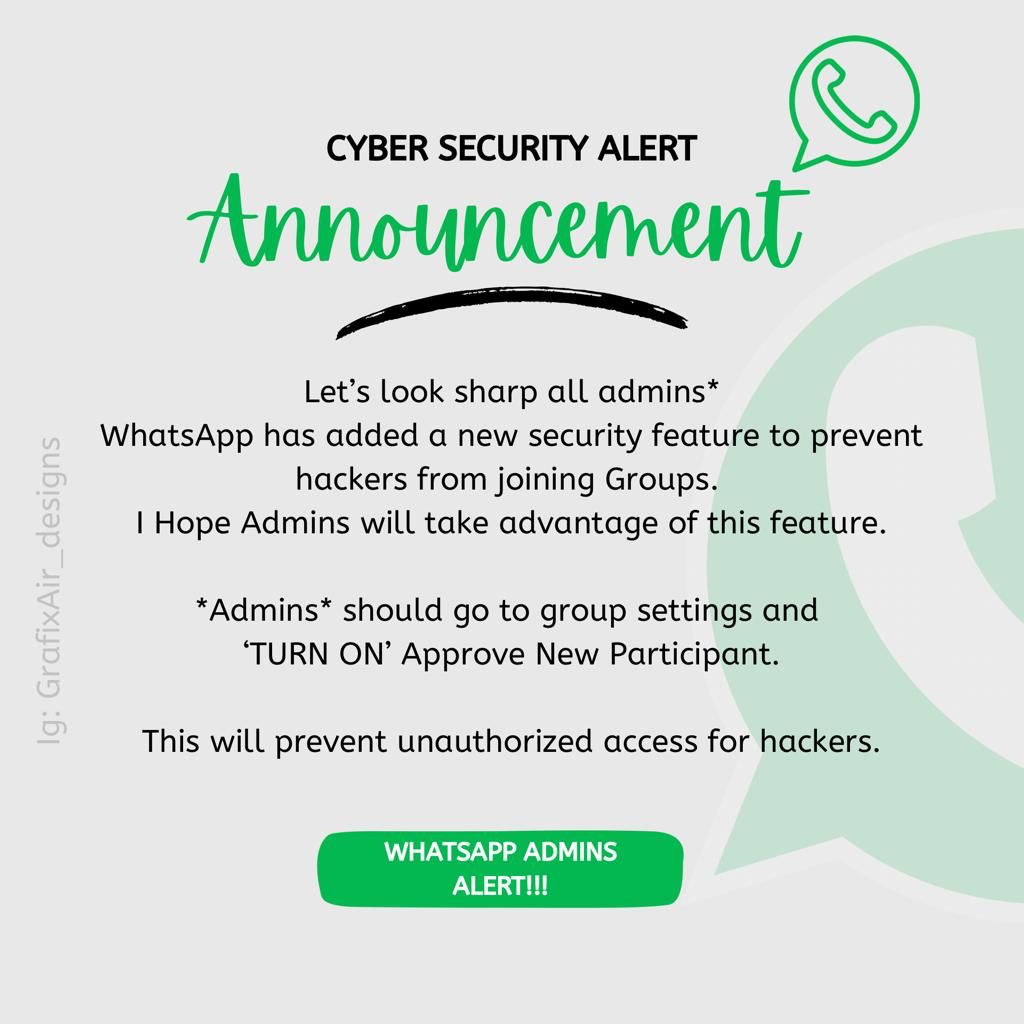 CYBER SECURITY ALERT
Announcement
Let’s look sharp all admins*
WhatsApp has added a new security feature to prevent
hackers from joining Groups.
I Hope Admins will take advantage of this feature.
*Admins* should go to group settings and
‘TURN ON’ Approve New Participant.
This will prevent unauthorized access for hackers.
WHATSAPP ADMINS
ALERT!!!
Ig: GrafixAir_designs